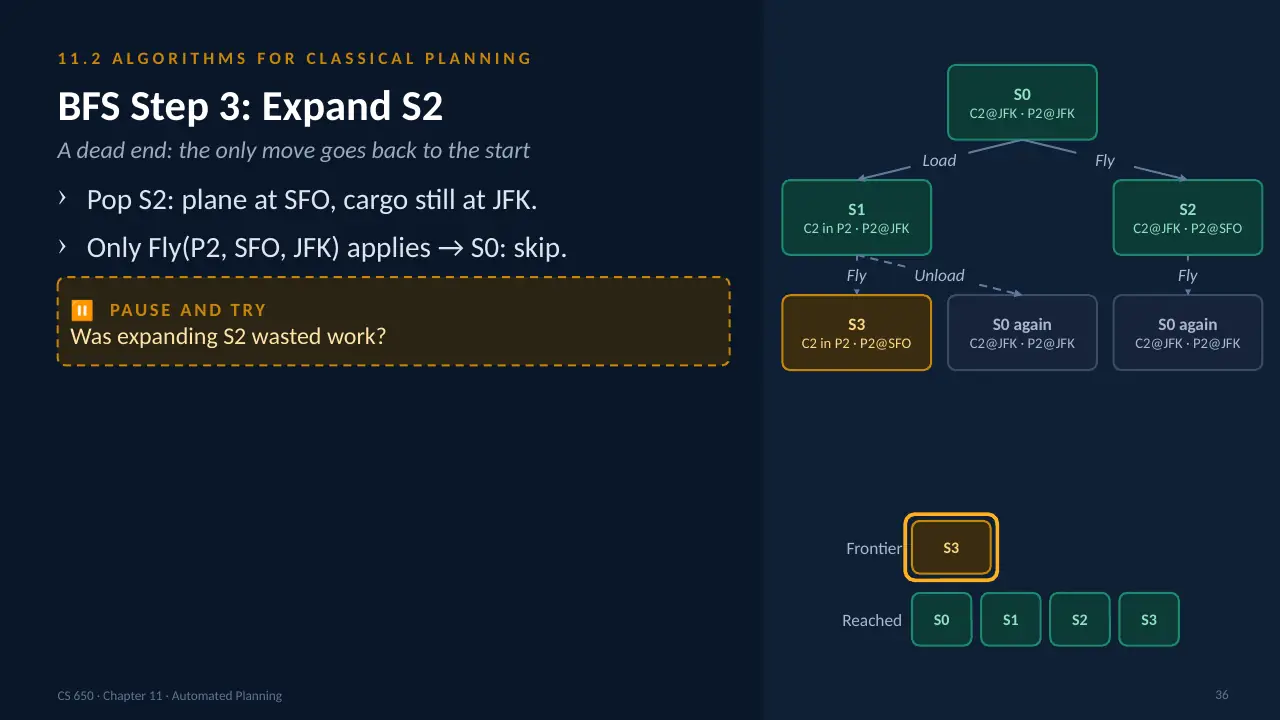 11.2 ALGORITHMS FOR CLASSICAL PLANNING
BFS Step 3: Expand S2
A dead end: the only move goes back to the start
› Pop S2: plane at SFO, cargo still at JFK.
› Only Fly(P2, SFO, JFK) applies → S0: skip.
⏸ PAUSE AND TRY
Was expanding S2 wasted work?
S0
C2@JFK · P2@JFK
Load
Fly
S1
C2 in P2 · P2@JFK
S2
C2@JFK · P2@SFO
Fly
Unload
Fly
S3
C2 in P2 · P2@SFO
S0 again
C2@JFK · P2@JFK
S0 again
C2@JFK · P2@JFK
Frontier
S3
Reached
S0
S1
S2
S3
CS 650 · Chapter 11 · Automated Planning
36